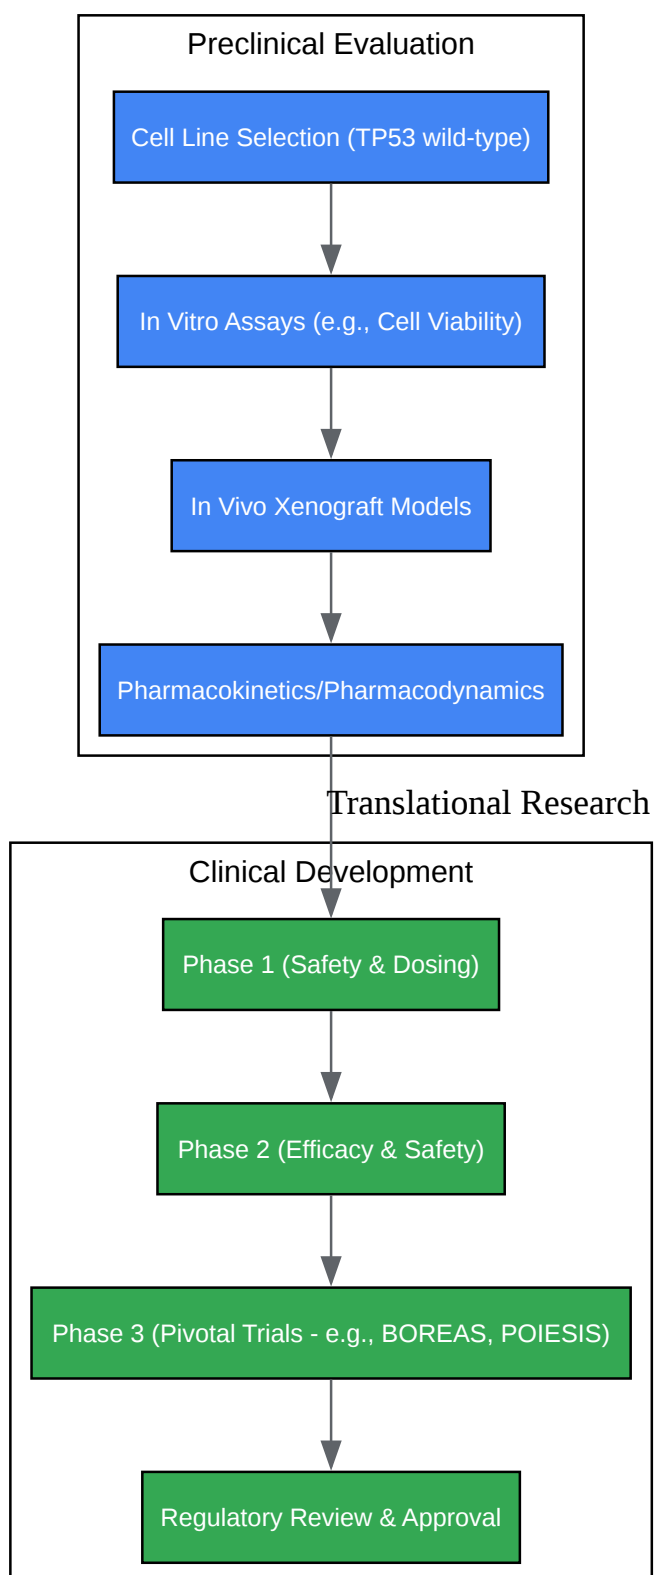 Preclinical Evaluation
Cell Line Selection (TP53 wild-type)
In Vitro Assays (e.g., Cell Viability)
In Vivo Xenograft Models
Pharmacokinetics/Pharmacodynamics
Translational Research
Clinical Development
Phase 1 (Safety & Dosing)
Phase 2 (Efficacy & Safety)
Phase 3 (Pivotal Trials - e.g., BOREAS, POIESIS)
Regulatory Review & Approval